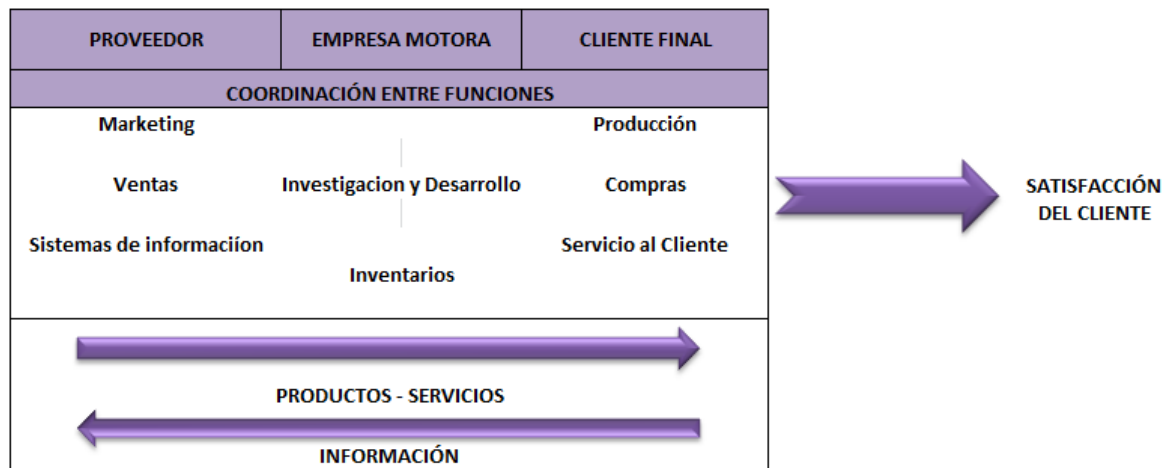 PROVEEDOR
EMPRESA MOTORA
CLIENTE FINAL
COORDINACIÓN ENTRE FUNCIONES
Marketing
Producción
Ventas
Investigacion y Desarrollo
Compras
Sistemas de informaciíon
Servicio al Cliente
Inventarios
PRODUCTOS - SERVICIOS
INFORMACIÓN
SATISFACCIÓN
DEL CLIENTE